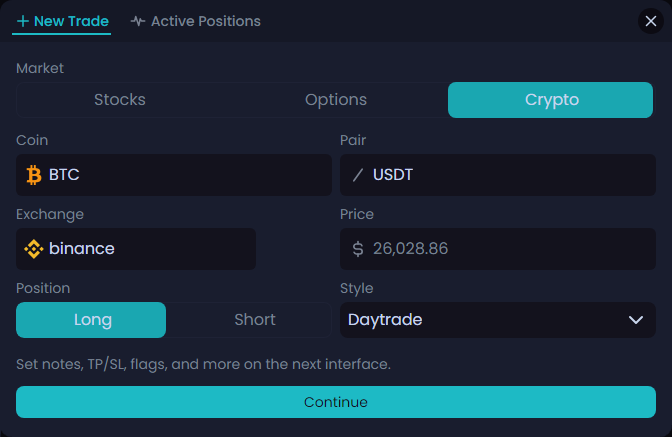 New Trade Active Positions
Market
Stocks Options Crypto
Coin Pair
BTC / USDT
Exchange Price
binance $ 26,028.86
Position Style
Long Short Daytrade
Set notes, TP/SL, flags, and more on the next interface.
Continue